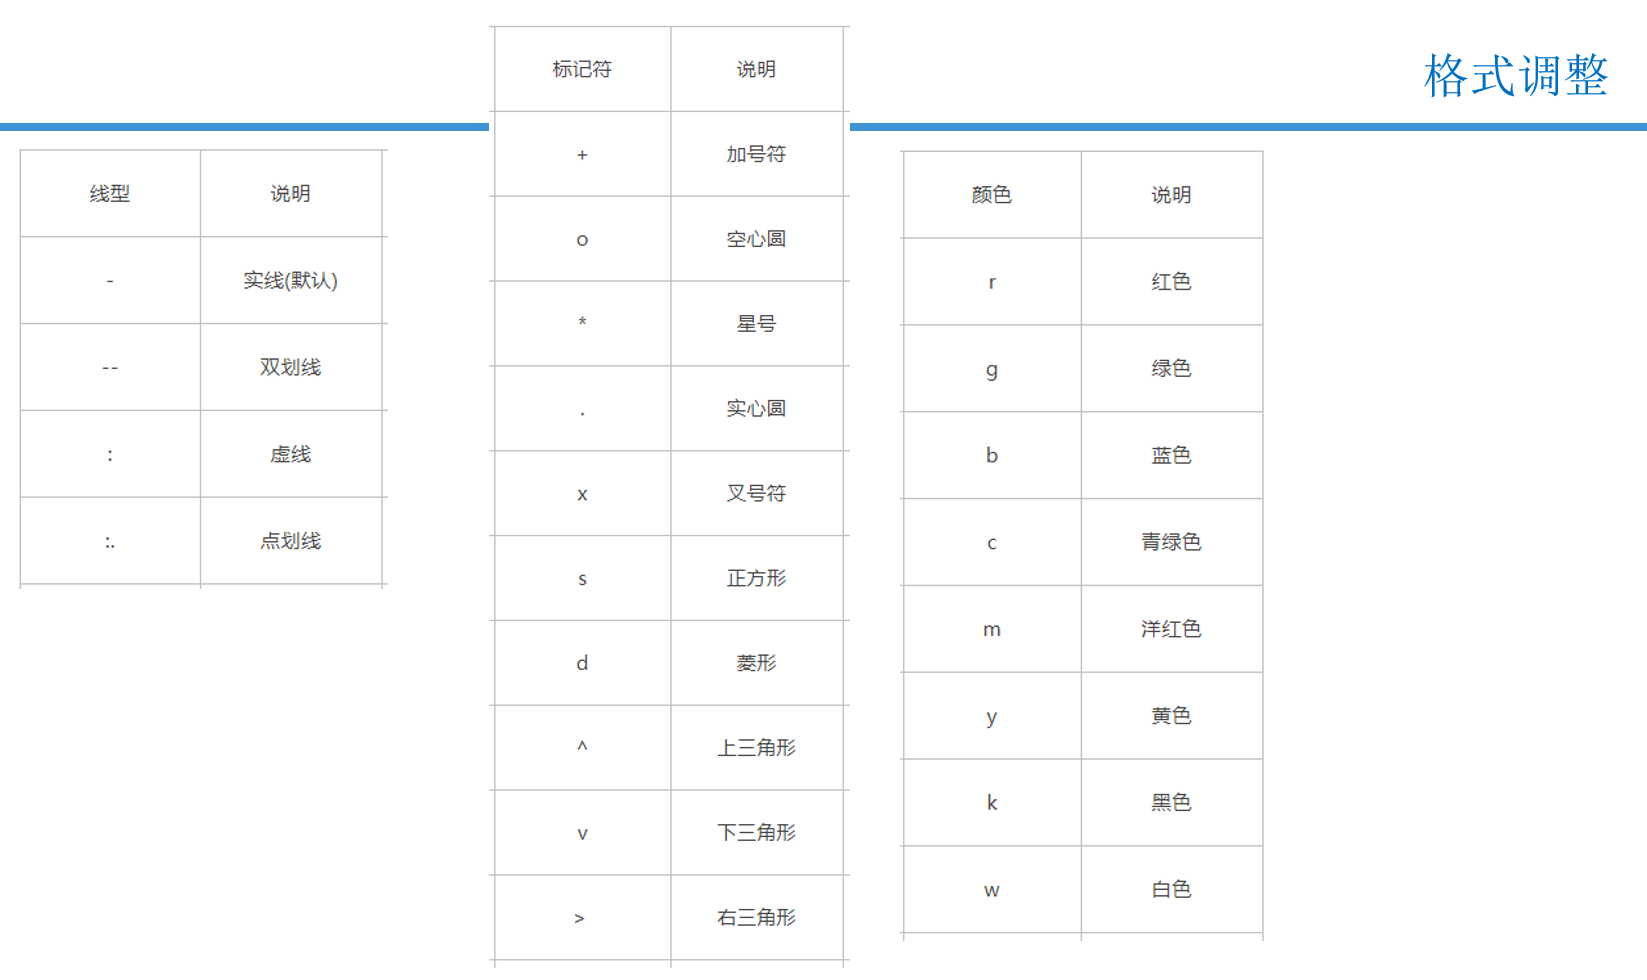 格式调整
线型 说明
- 实线(默认)
-- 双划线
: 虚线
:. 点划线
标记符 说明
+ 加号符
o 空心圆
* 星号
. 实心圆
x 叉号符
s 正方形
d 菱形
^ 上三角形
v 下三角形
> 右三角形
颜色 说明
r 红色
g 绿色
b 蓝色
c 青绿色
m 洋红色
y 黄色
k 黑色
w 白色